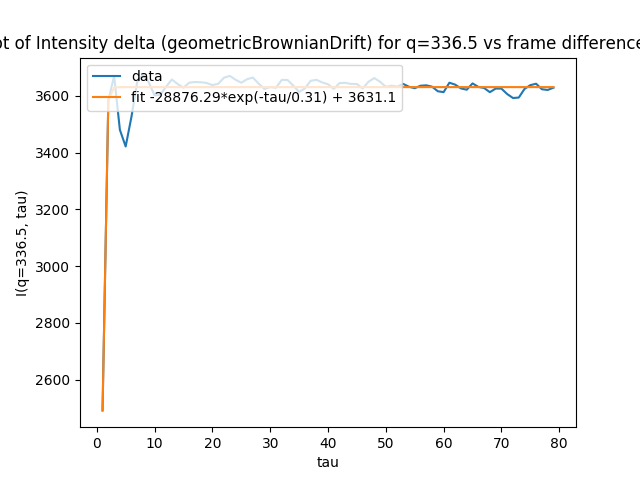 ot of Intensity delta (geometricBrownianDrift) for q=336.5 vs frame difference
data
fit -28876.29*exp(-tau/0.31) + 3631.1
I(q=336.5, tau)
3600
3400
3200
3000
2800
2600
0 10 20 30 40 50 60 70 80
tau